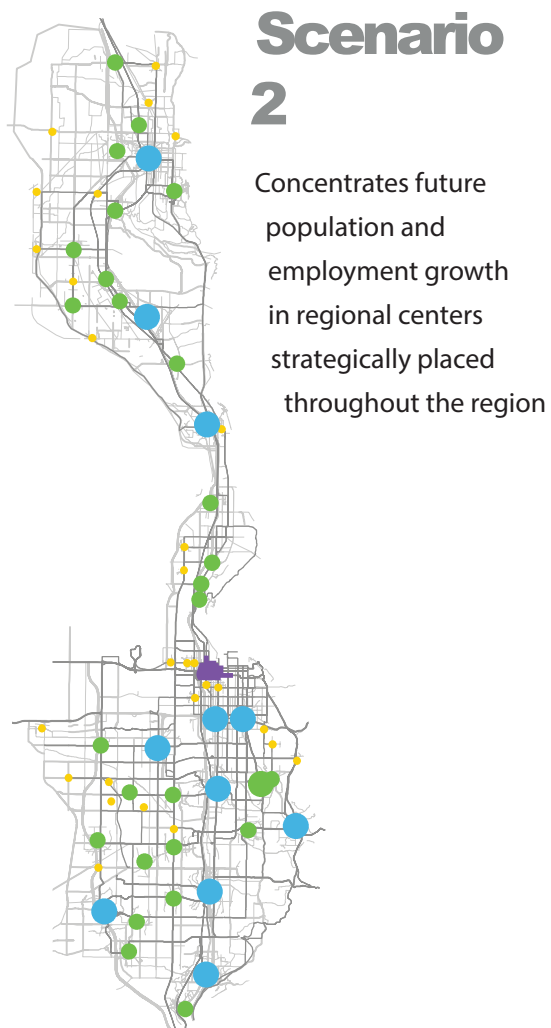 Scenario
2
Concentrates future
population and
employment growth
in regional centers
strategically placed
throughout the region